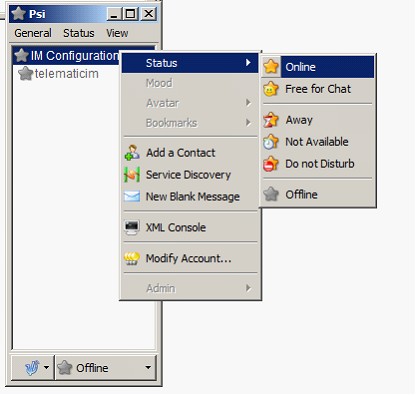 Psi
General Status View
IM Configuration
telematicim
Status
Mood
Avatar
Bookmarks
Add a Contact
Service Discovery
New Blank Message
XML Console
Modify Account...
Admin
Online
Free for Chat
Away
Not Available
Do not Disturb
Offline
Offline